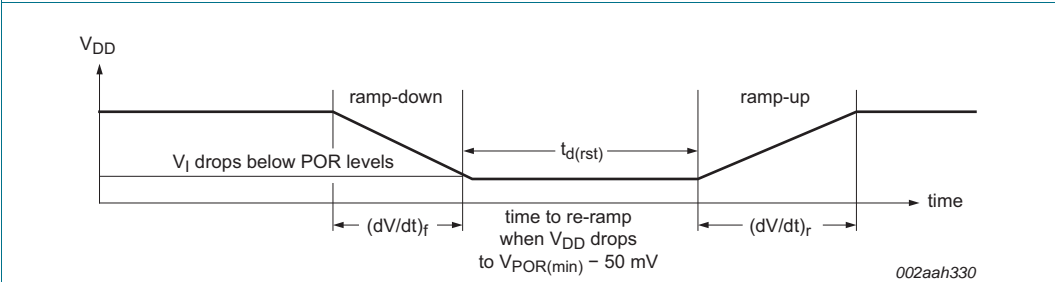 VDD
ramp-down
ramp-up
td(rst)
VI drops below POR levels
time
(dV/dt)f
time to re-ramp
when VDD drops
to VPOR(min) − 50 mV
(dV/dt)r
002aah330